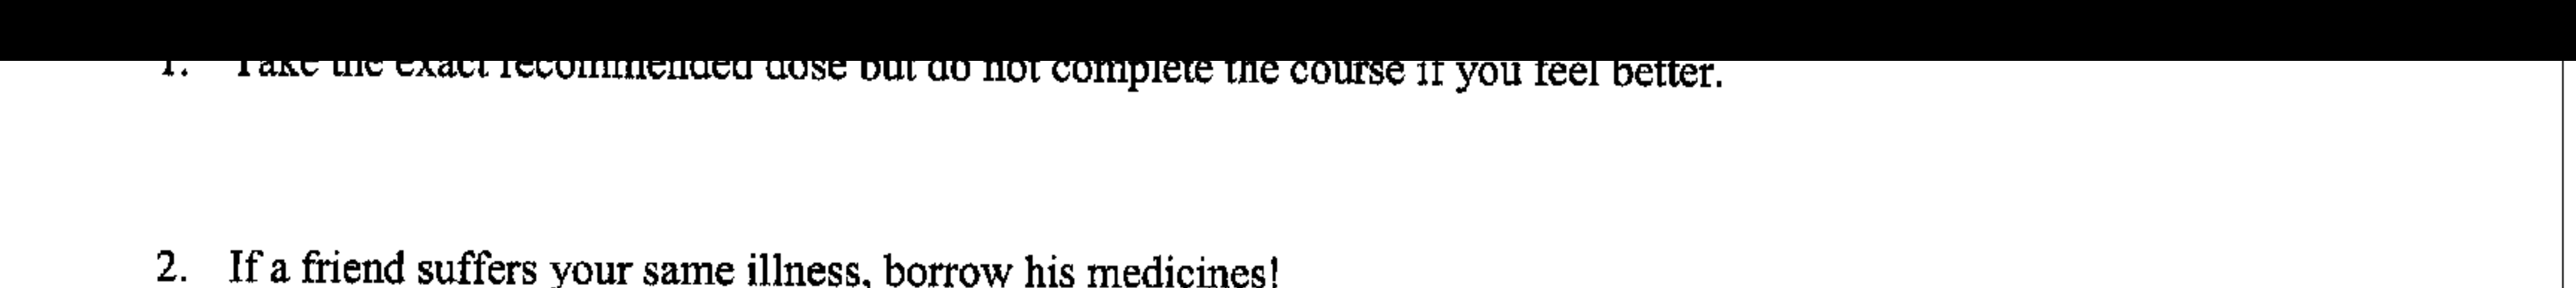 1. Take the exact recommended dose but do not complete the course if you feel better.
2. If a friend suffers your same illness, borrow his medicines!